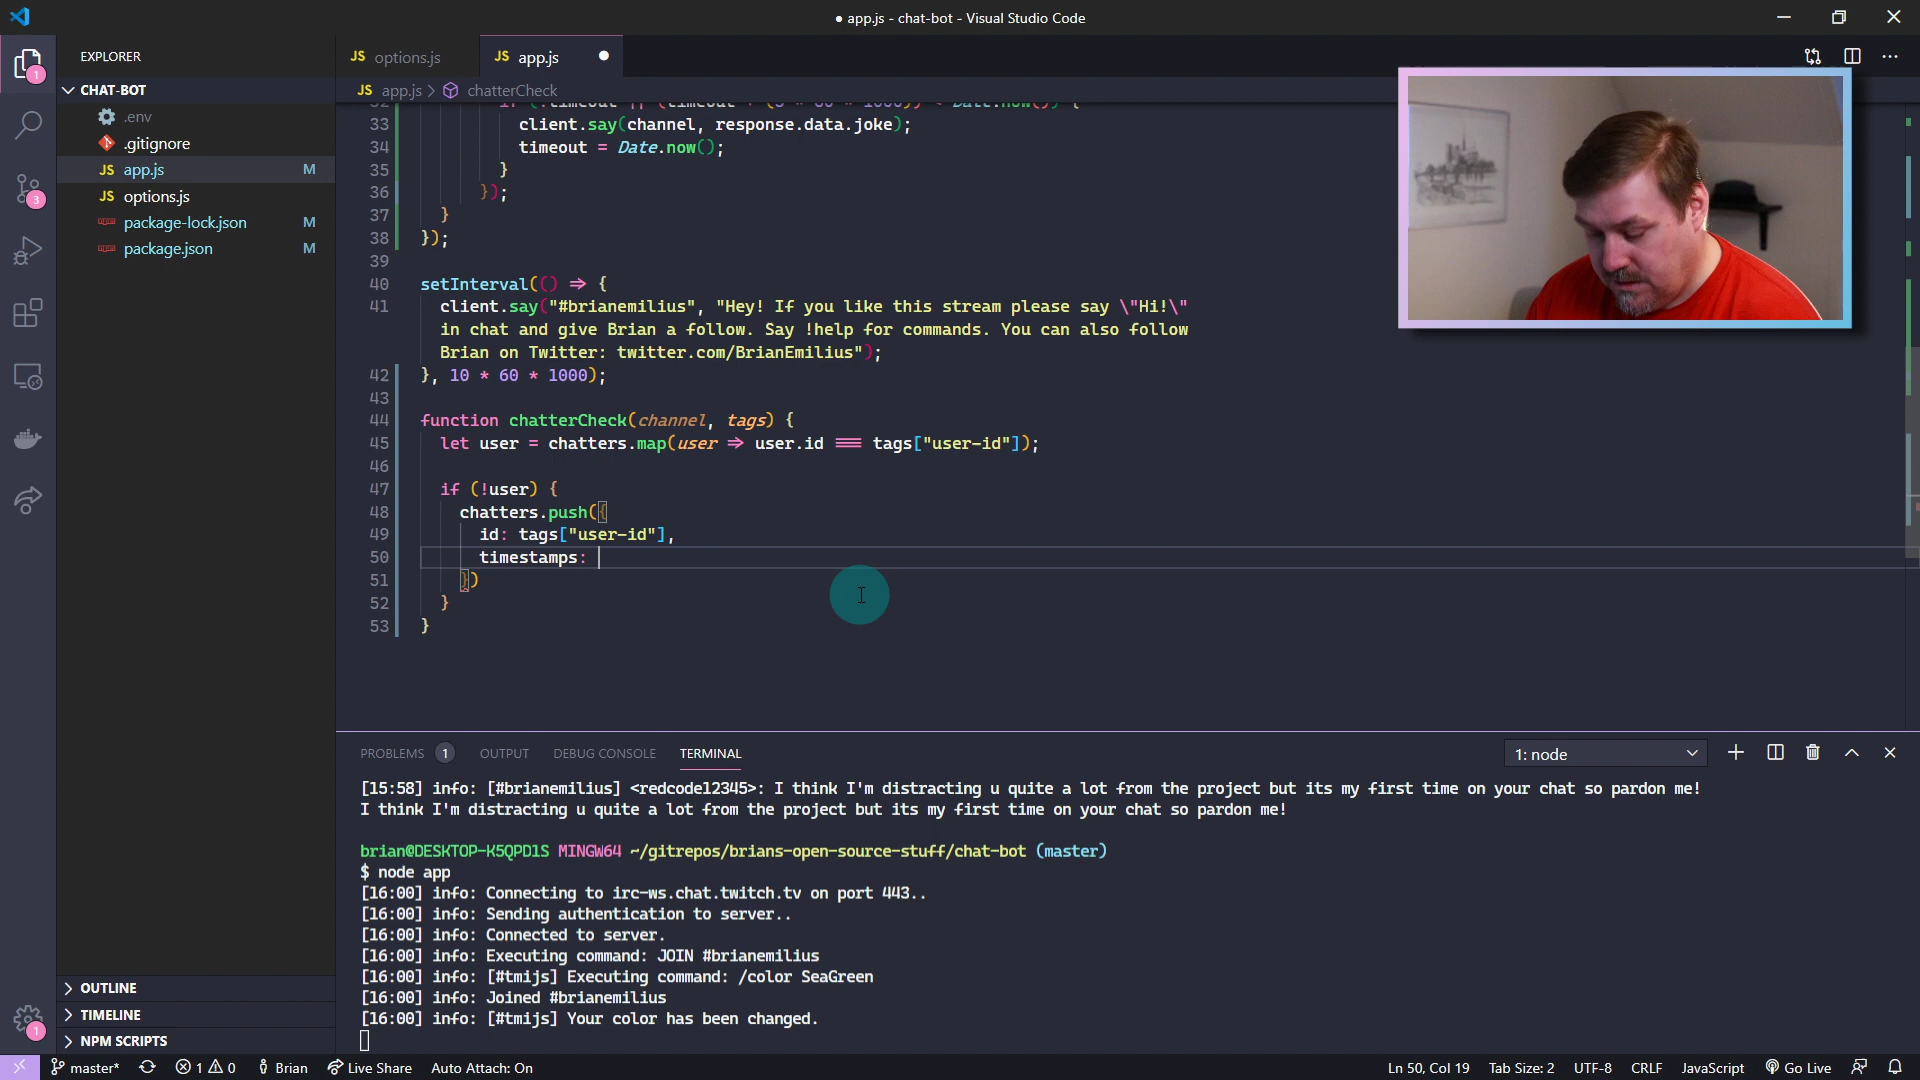 ● app.js - chat-bot - Visual Studio Code
EXPLORER
CHAT-BOT
.env
.gitignore
JS app.js M
JS options.js
package-lock.json M
package.json M
OUTLINE
TIMELINE
NPM SCRIPTS
1
3
1
JS options.js
JS app.js
JS app.js > chatterCheck
33 client.say(channel, response.data.joke);
34 timeout = Date.now();
35 }
36 });
37 }
38 });
39
40 setInterval(() => {
41 client.say("#brianemilius", "Hey! If you like this stream please say \"Hi!\"
in chat and give Brian a follow. Say !help for commands. You can also follow
Brian on Twitter: twitter.com/BrianEmilius");
42 }, 10 * 60 * 1000);
43
44 function chatterCheck(channel, tags) {
45 let user = chatters.map(user => user.id === tags["user-id"]);
46
47 if (!user) {
48 chatters.push({
49 id: tags["user-id"],
50 timestamps:
51 })
52 }
53 }
PROBLEMS 1 OUTPUT DEBUG CONSOLE TERMINAL
1: node
[15:58] info: [#brianemilius] <redcode12345>: I think I'm distracting u quite a lot from the project but its my first time on your chat so pardon me!
I think I'm distracting u quite a lot from the project but its my first time on your chat so pardon me!
brian@DESKTOP-K5QPD1S MINGW64 ~/gitrepos/brians-open-source-stuff/chat-bot (master)
$ node app
[16:00] info: Connecting to irc-ws.chat.twitch.tv on port 443..
[16:00] info: Sending authentication to server..
[16:00] info: Connected to server.
[16:00] info: Executing command: JOIN #brianemilius
[16:00] info: [#tmijs] Executing command: /color SeaGreen
[16:00] info: Joined #brianemilius
[16:00] info: [#tmijs] Your color has been changed.
master* 1 0 Brian Live Share Auto Attach: On
Ln 50, Col 19 Tab Size: 2 UTF-8 CRLF JavaScript Go Live